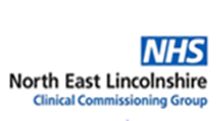 NHS
North East Lincolnshire
Clinical Commissioning Group